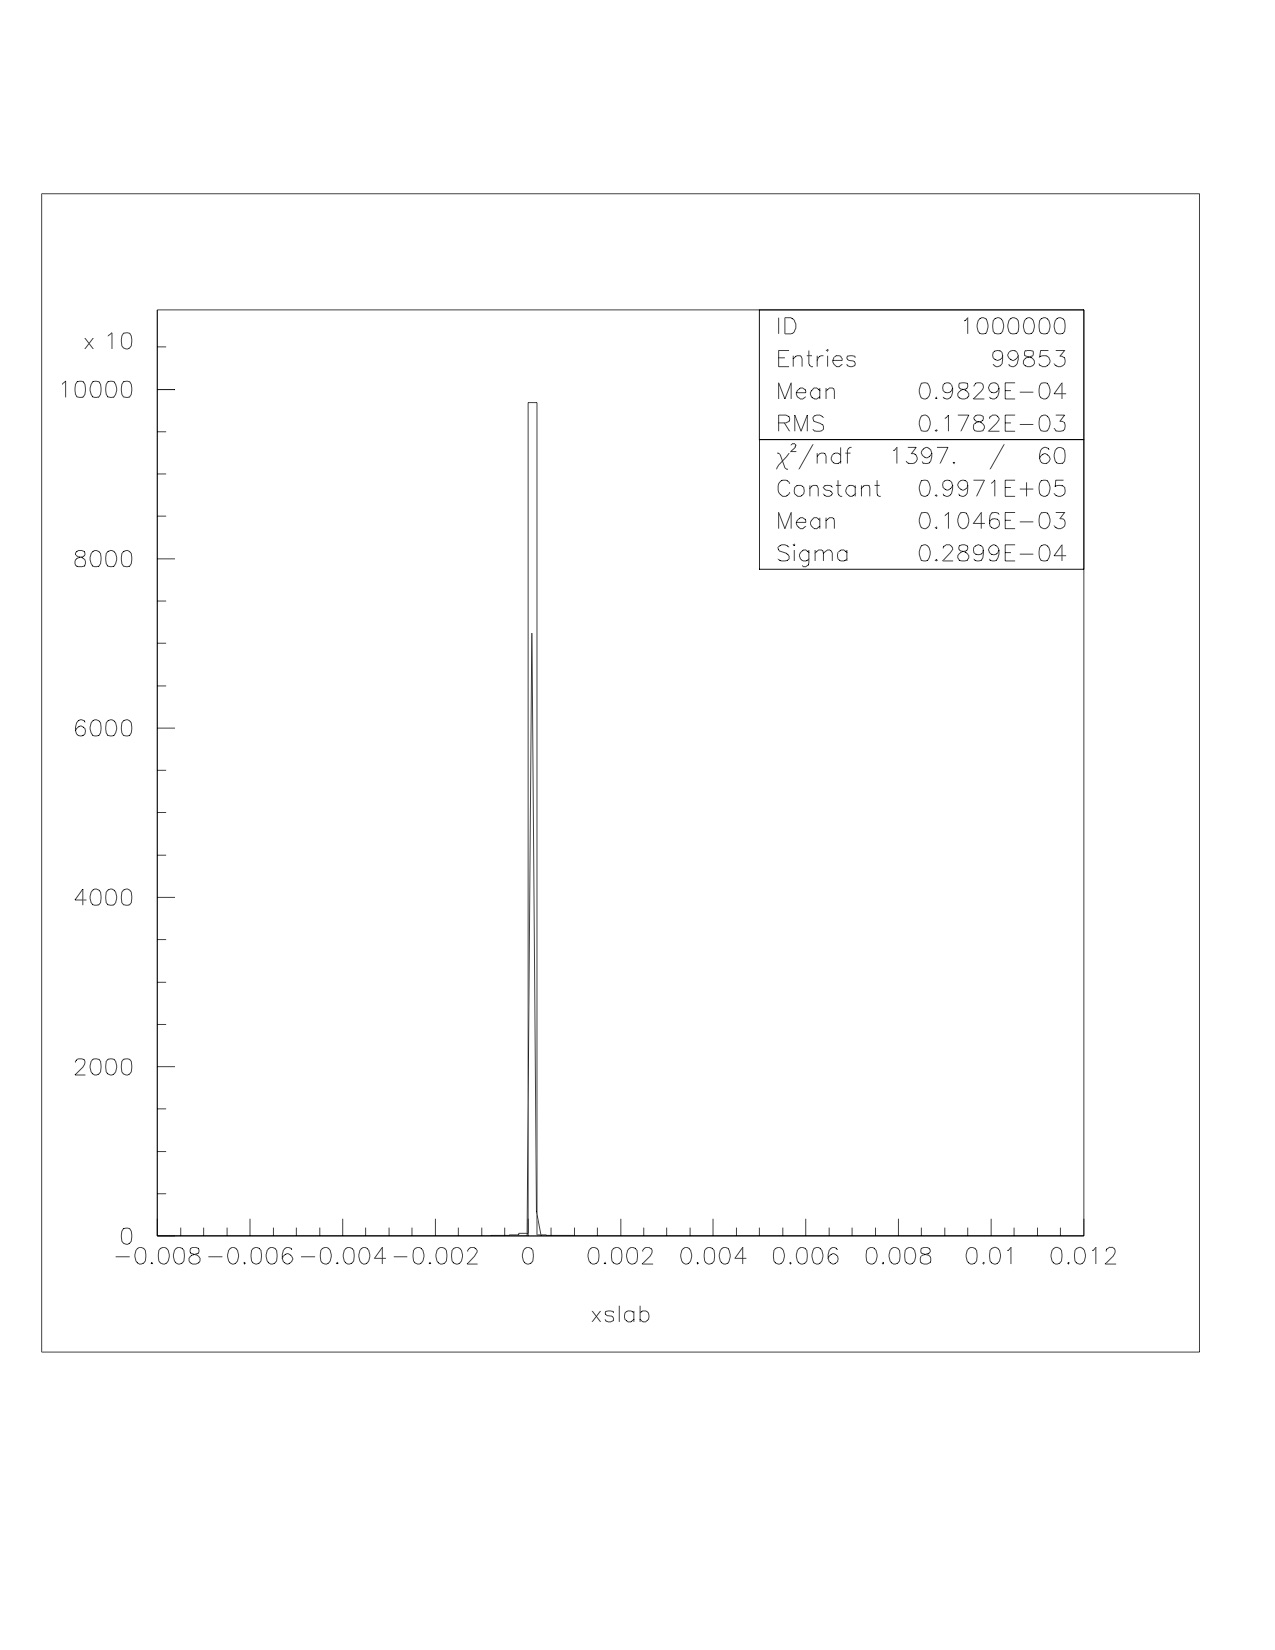 x 10
10000
8000
6000
4000
2000
0
−0.008 −0.006 −0.004 −0.002 0 0.002 0.004 0.006 0.008 0.01 0.012
xslab
ID 1000000
Entries 99853
Mean 0.9829E−04
RMS 0.1782E−03
χ²/ndf 1397. / 60
Constant 0.9971E+05
Mean 0.1046E−03
Sigma 0.2899E−04